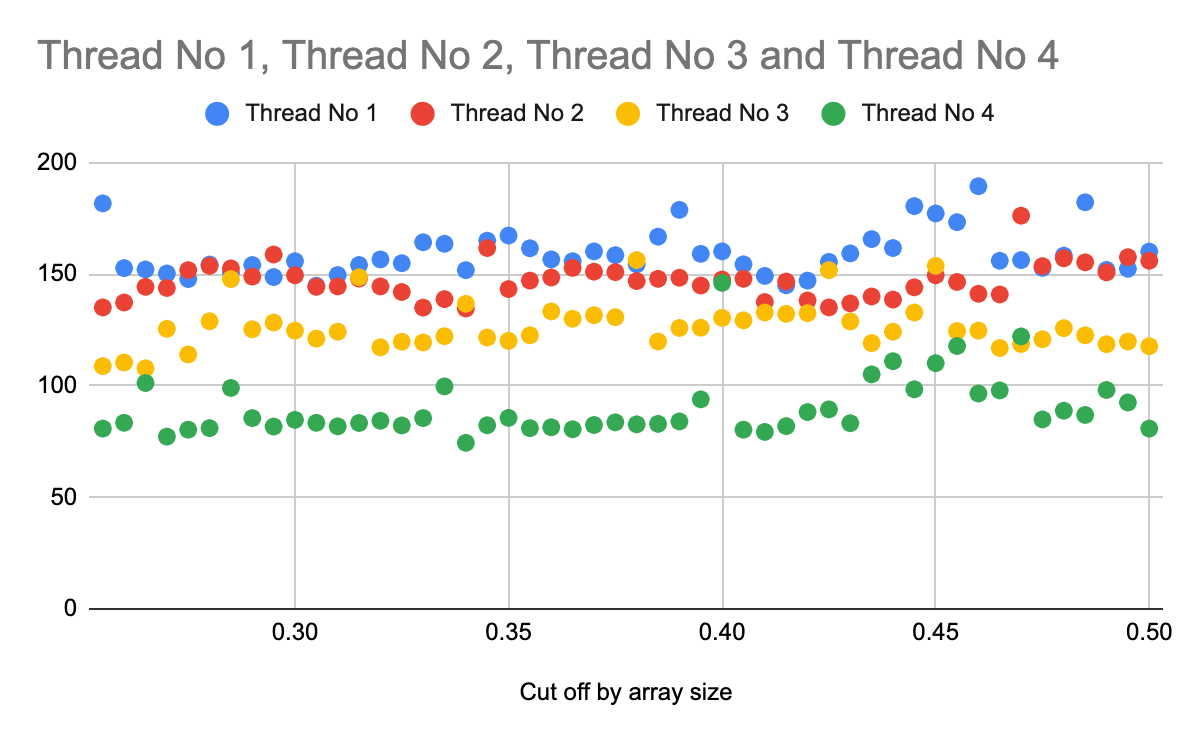 Thread No 1, Thread No 2, Thread No 3 and Thread No 4
Thread No 1 Thread No 2 Thread No 3 Thread No 4
200
150
100
50
0
0.30 0.35 0.40 0.45 0.50
Cut off by array size